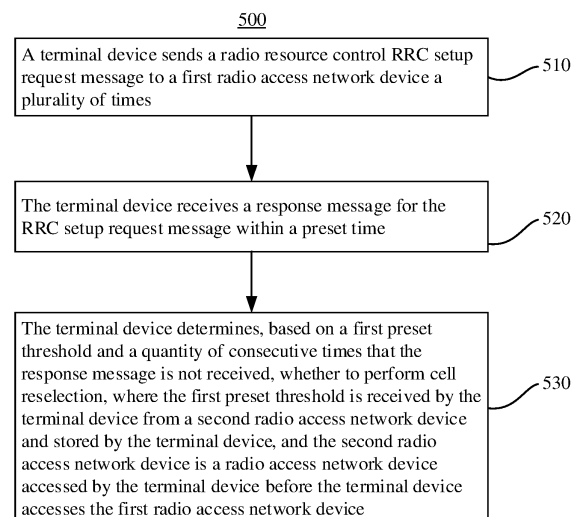 500
A terminal device sends a radio resource control RRC setup
request message to a first radio access network device a
plurality of times
510
The terminal device receives a response message for the
RRC setup request message within a preset time
520
The terminal device determines, based on a first preset
threshold and a quantity of consecutive times that the
response message is not received, whether to perform cell
reselection, where the first preset threshold is received by the
terminal device from a second radio access network device
and stored by the terminal device, and the second radio
access network device is a radio access network device
accessed by the terminal device before the terminal device
accesses the first radio access network device
530